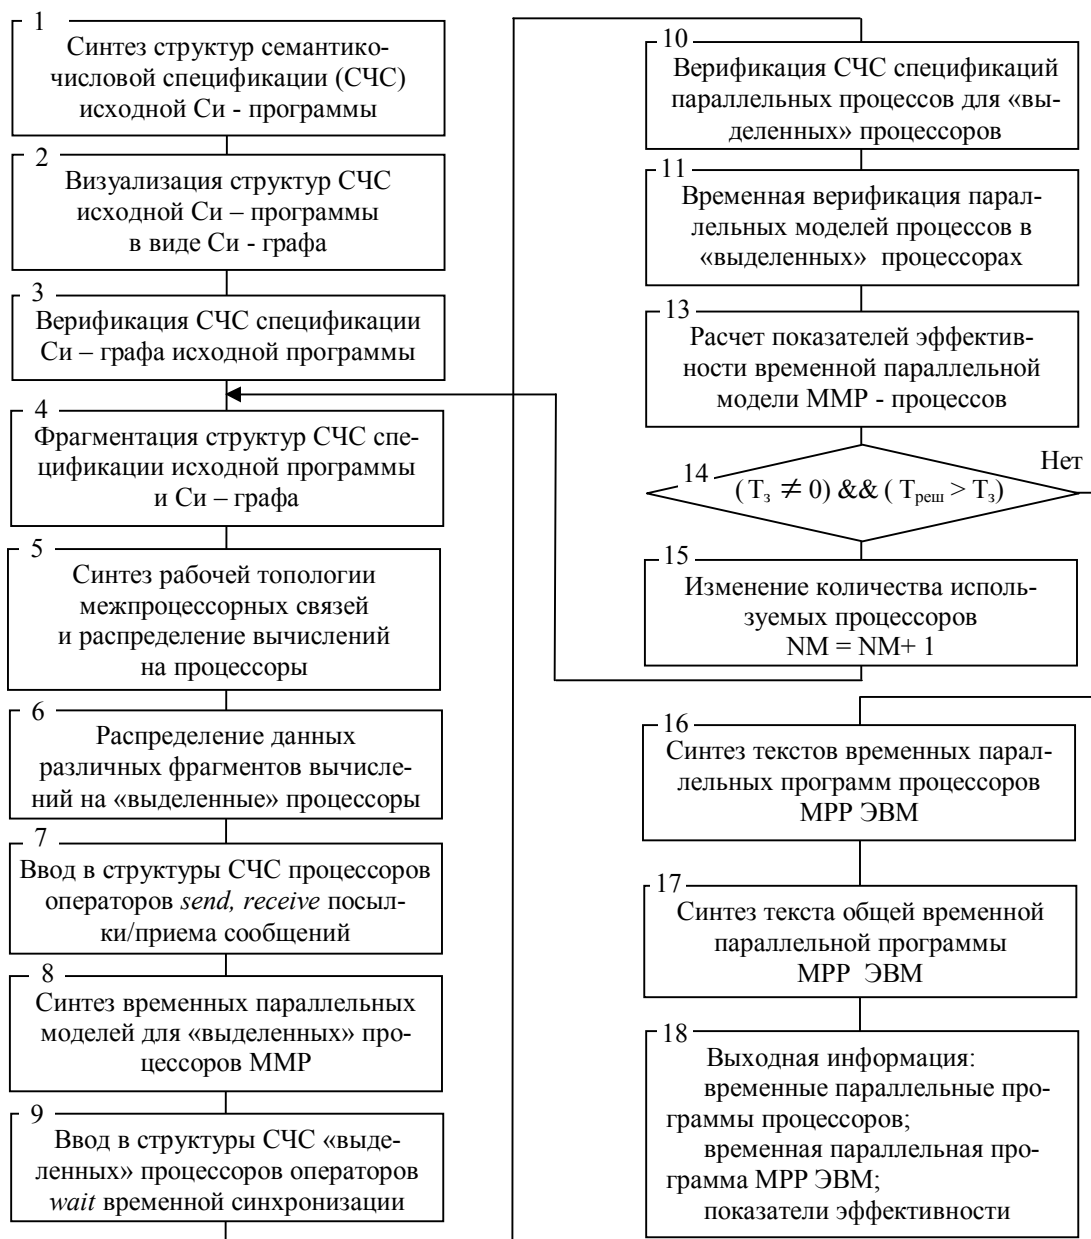 1
Синтез структур семантико-
числовой спецификации (СЧС)
исходной Си - программы
2
Визуализация структур СЧС
исходной Си – программы
в виде Си - графа
3
Верификация СЧС спецификации
Си – графа исходной программы
4
Фрагментация структур СЧС спе-
цификации исходной программы
и Си – графа
5
Синтез рабочей топологии
межпроцессорных связей
и распределение вычислений
на процессоры
6
Распределение данных
различных фрагментов вычисле-
ний на «выделенные» процессоры
7
Ввод в структуры СЧС процессоров
операторов send, receive посыл-
ки/приема сообщений
8
Синтез временных параллельных
моделей для «выделенных» про-
цессоров ММР
9
Ввод в структуры СЧС «выде-
ленных» процессоров операторов
wait временной синхронизации
10
Верификация СЧС спецификаций
параллельных процессов для «вы-
деленных» процессоров
11
Временная верификация парал-
лельных моделей процессов в
«выделенных» процессорах
13
Расчет показателей эффектив-
ности временной параллельной
модели ММР - процессов
14
Нет
( Tз ≠ 0) && ( Tреш > Tз)
15
Изменение количества исполь-
зуемых процессоров
NM = NM+ 1
16
Синтез текстов временных парал-
лельных программ процессоров
МРР ЭВМ
17
Синтез текста общей временной
параллельной программы
МРР ЭВМ
18
Выходная информация:
временные параллельные про-
граммы процессоров;
временная параллельная про-
грамма МРР ЭВМ;
показатели эффективности